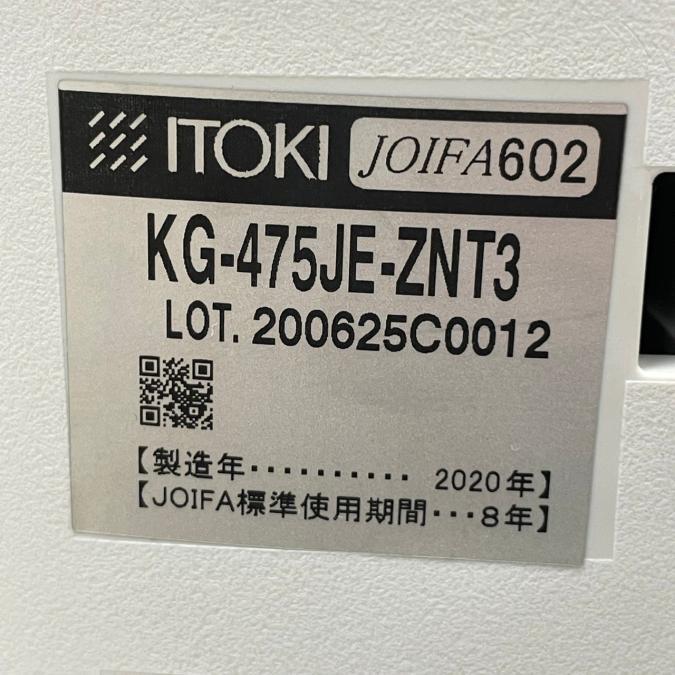 ITOKI JOIFA602
KG-475JE-ZNT3
LOT. 200625C0012
【製造年・・・・・・・・・・ 2020年】
【JOIFA標準使用期間・・・8年】